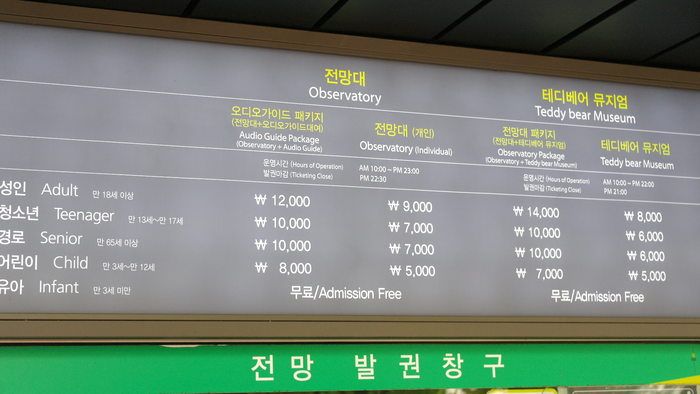 전망대 테디베어 뮤지엄
Observatory Teddy bear Museum
오디오가이드 패키지 전망대 (개인) 전망대 패키지 테디베어 뮤지엄
(전망대+오디오가이드대여) (전망대+테디베어 뮤지엄)
Audio Guide Package Observatory (Individual) Observatory Package Teddy bear Museum
(Observatory + Audio Guide) (Observatory + Teddy bear Museum)
운영시간 (Hours of Operation) AM 10:00 ~ PM 23:00 운영시간 (Hours of Operation) AM 10:00 ~ PM 22:00
발권마감 (Ticketing Close) PM 22:30 발권마감 (Ticketing Close) PM 21:00
성인 Adult 만 18세 이상 ₩ 12,000 ₩ 9,000 ₩ 14,000 ₩ 8,000
청소년 Teenager 만 13세~만 17세 ₩ 10,000 ₩ 7,000 ₩ 10,000 ₩ 6,000
경로 Senior 만 65세 이상 ₩ 10,000 ₩ 7,000 ₩ 10,000 ₩ 6,000
어린이 Child 만 3세~만 12세 ₩ 8,000 ₩ 5,000 ₩ 7,000 ₩ 5,000
유아 Infant 만 3세 미만 무료/Admission Free 무료/Admission Free
전망 발권창구